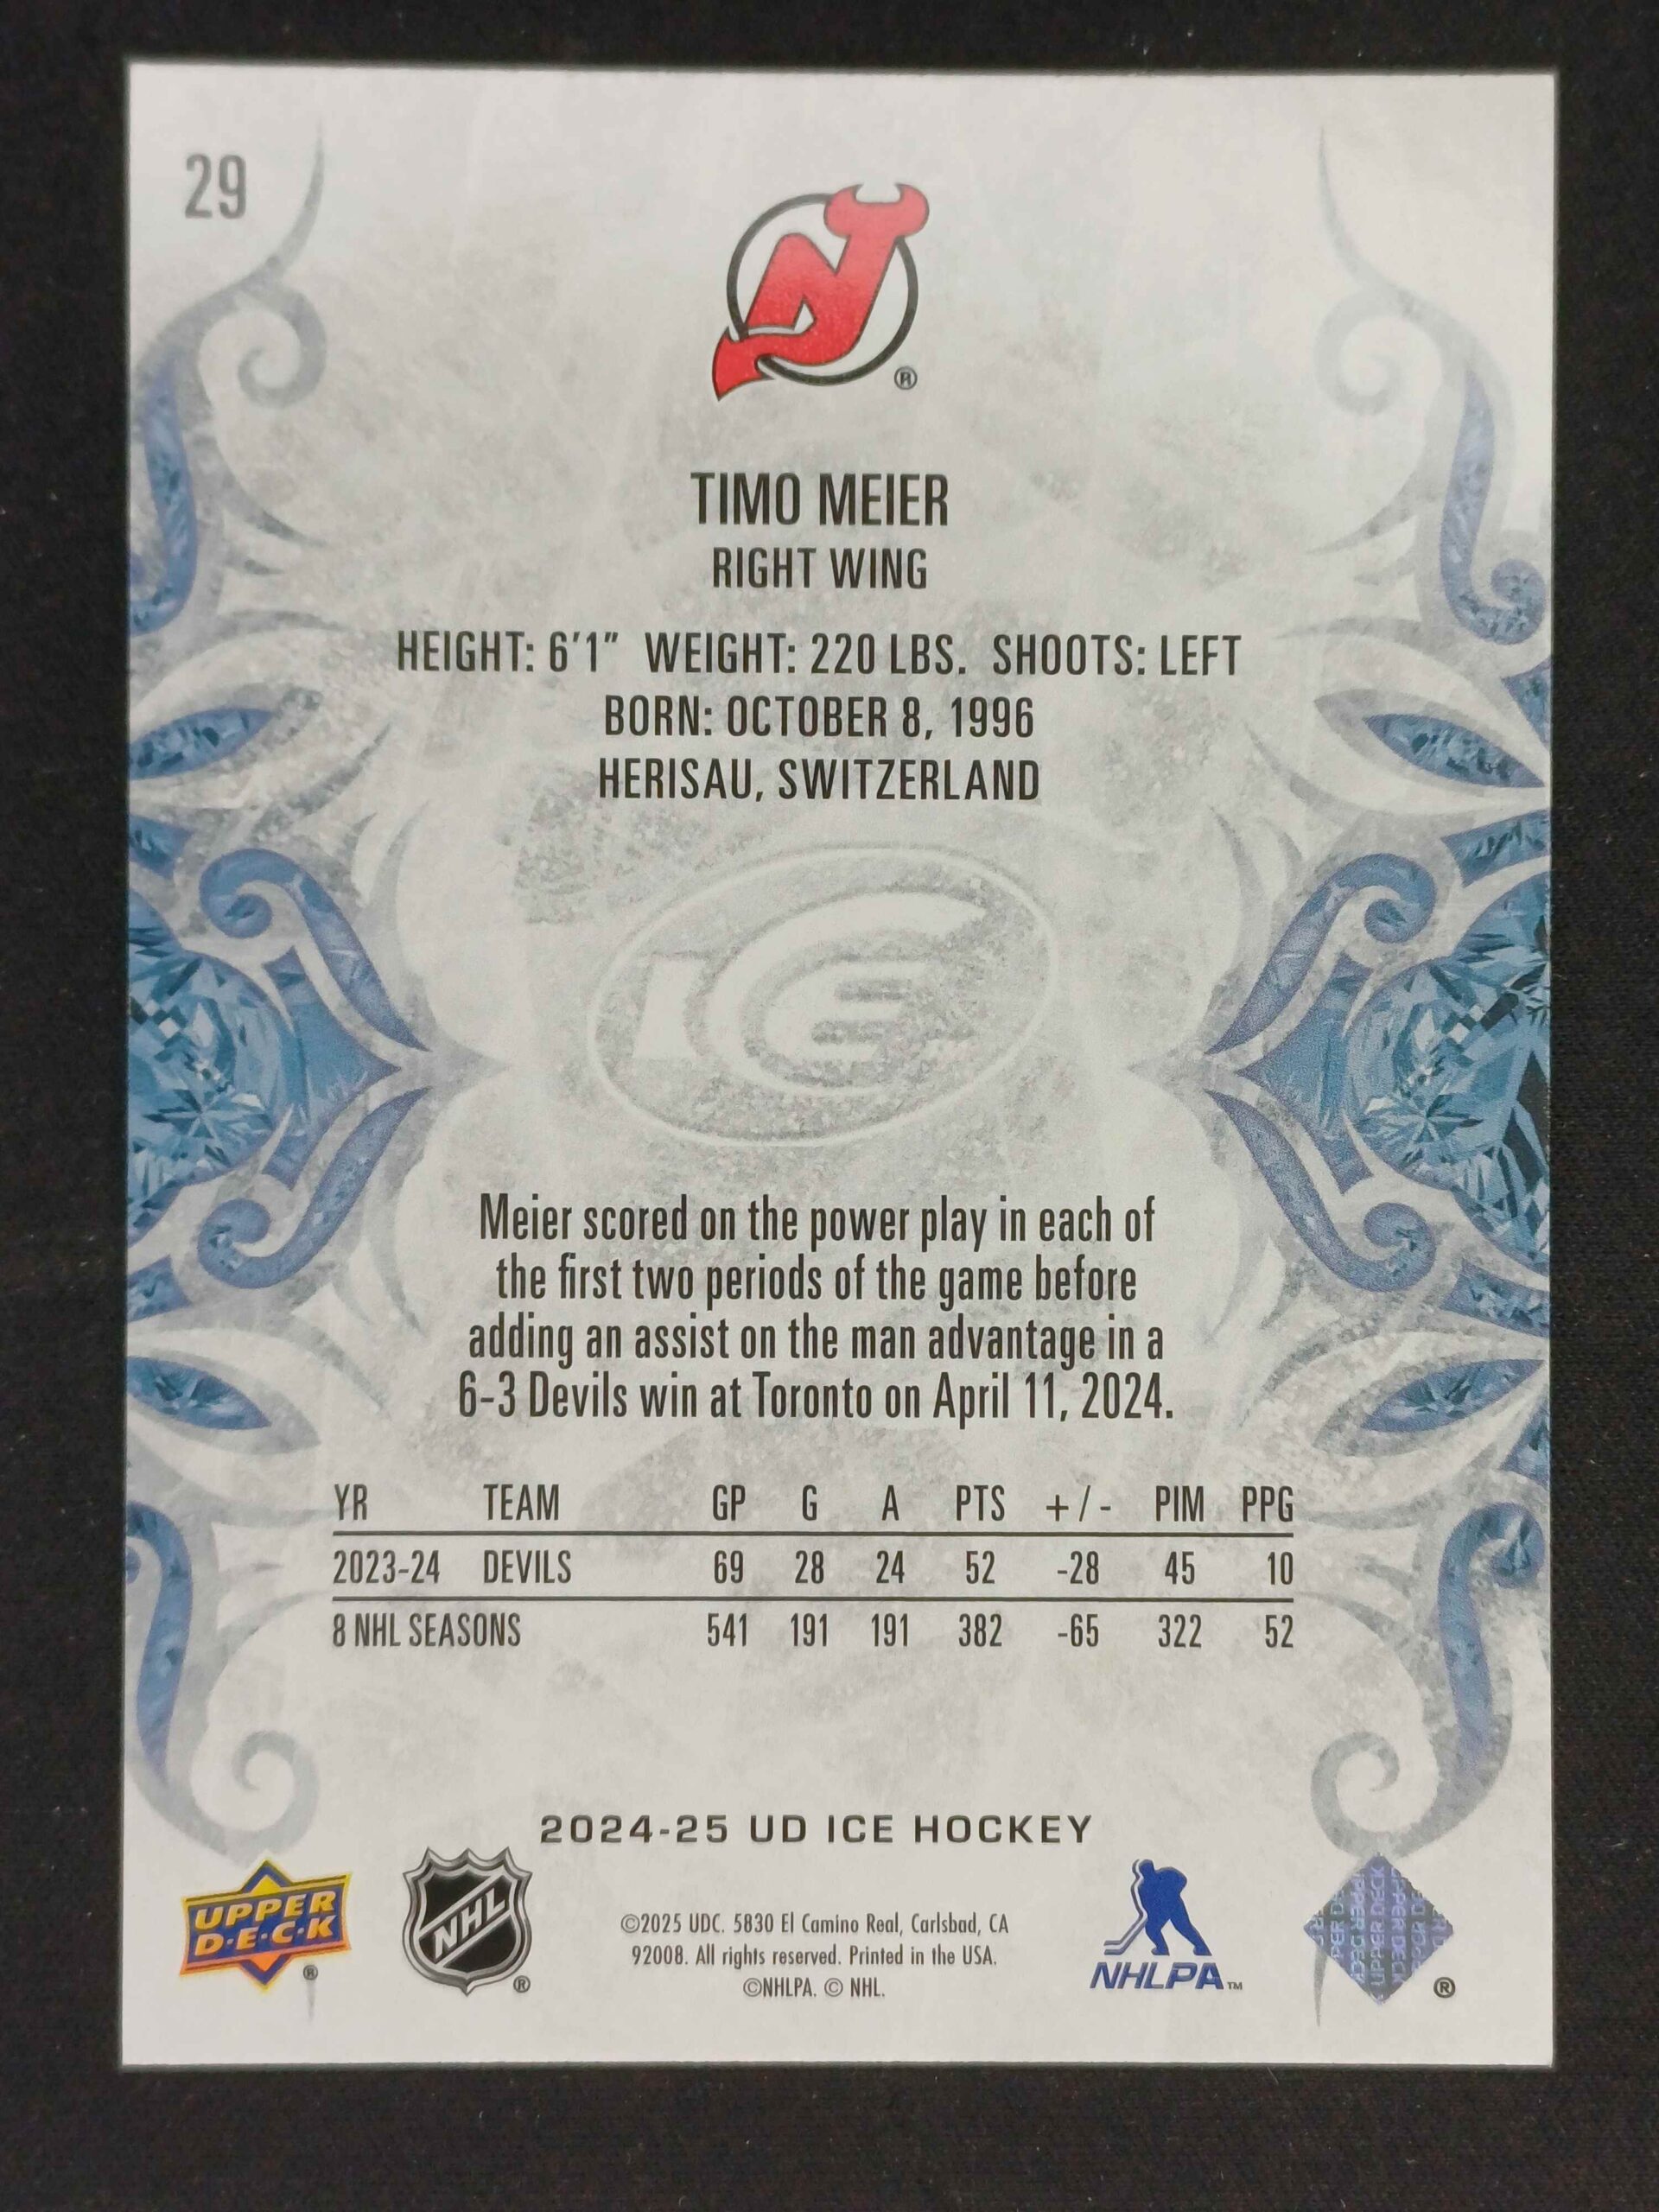 29
NJ
®
TIMO MEIER
RIGHT WING
HEIGHT: 6'1" WEIGHT: 220 LBS. SHOOTS: LEFT
BORN: OCTOBER 8, 1996
HERISAU, SWITZERLAND
ICE
Meier scored on the power play in each of
the first two periods of the game before
adding an assist on the man advantage in a
6-3 Devils win at Toronto on April 11, 2024.
YR TEAM GP G A PTS +/- PIM PPG
2023-24 DEVILS 69 28 24 52 -28 45 10
8 NHL SEASONS 541 191 191 382 -65 322 52
2024-25 UD ICE HOCKEY
UPPER
D·E·C·K
®
NHL
®
©2025 UDC. 5830 El Camino Real, Carlsbad, CA
92008. All rights reserved. Printed in the USA.
©NHLPA. © NHL.
NHLPA™
UPPER DECK
®